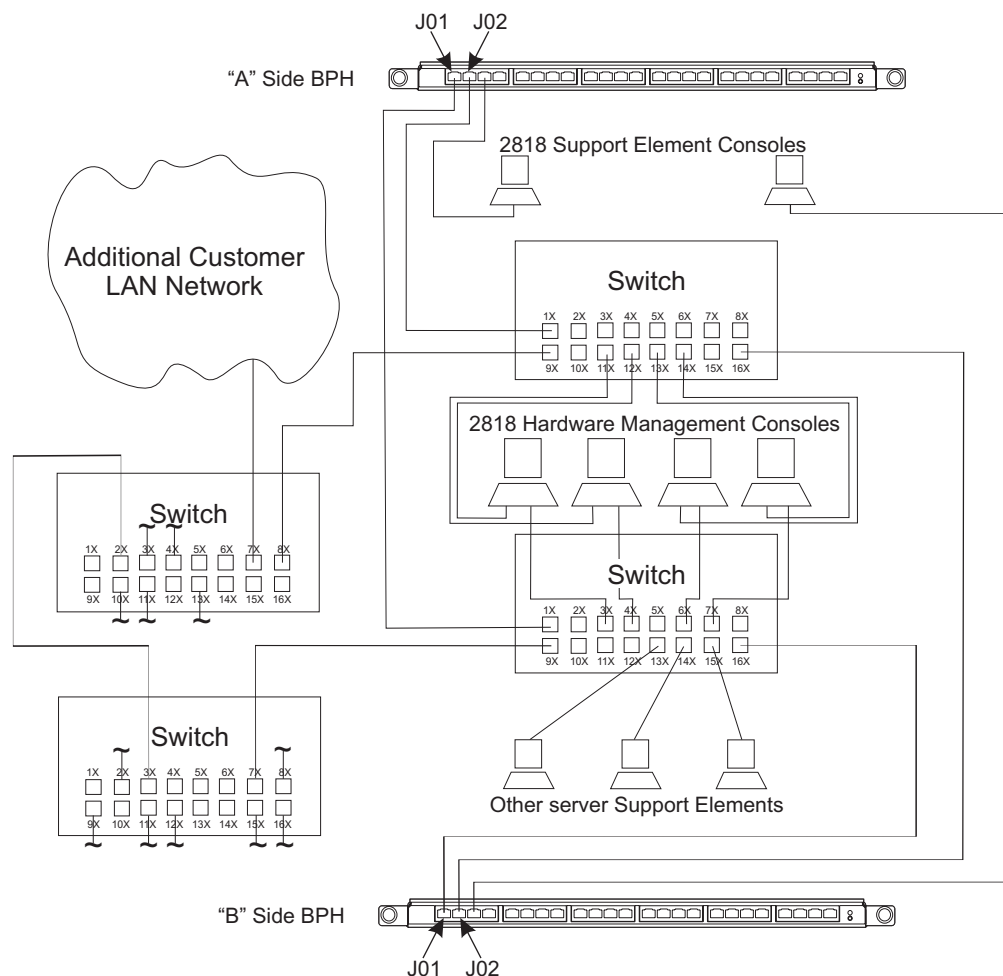 J01 J02
“A” Side BPH
2818 Support Element Consoles
Additional Customer
LAN Network
Switch
1X 2X 3X 4X 5X 6X 7X 8X
9X 10X 11X 12X 13X 14X 15X 16X
2818 Hardware Management Consoles
Switch
1X 2X 3X 4X 5X 6X 7X 8X
9X 10X 11X 12X 13X 14X 15X 16X
Switch
1X 2X 3X 4X 5X 6X 7X 8X
9X 10X 11X 12X 13X 14X 15X 16X
Switch
1X 2X 3X 4X 5X 6X 7X 8X
9X 10X 11X 12X 13X 14X 15X 16X
Other server Support Elements
“B” Side BPH
J01 J02